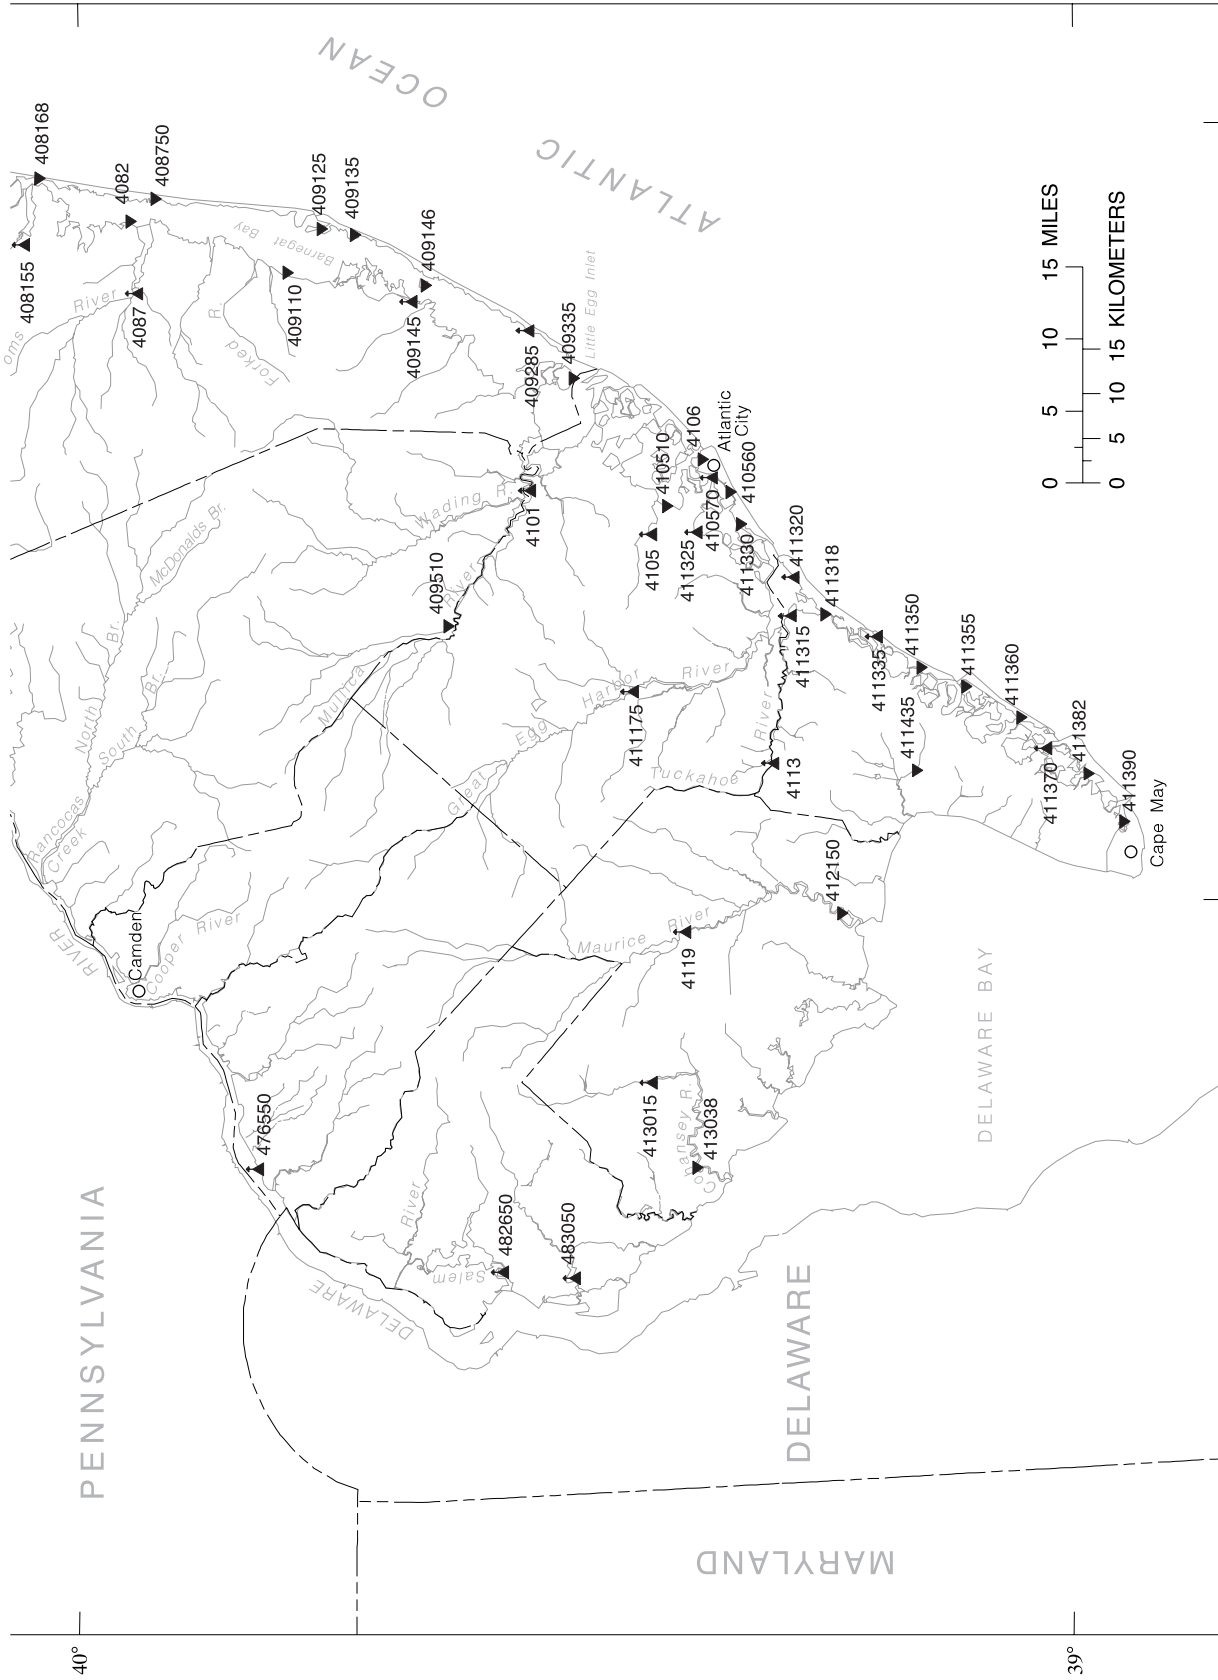 40°
39°
PENNSYLVANIA
MARYLAND
DELAWARE
DELAWARE BAY
ATLANTIC
OCEAN
DELAWARE
RIVER
oms
River
408155
408168
4082
408750
4087
Forked
R.
409110
Barnegat Bay
409125
409135
409145
409146
409285
409335
Little Egg Inlet
McDonalds Br.
North Br.
South Br.
Rancocas
Creek
Camden
Cooper River
Wading R.
4101
409510
Mullica
River
4105
410510
4106
Atlantic
City
410560
410570
411325
411330
411320
411318
411315
411335
411350
411355
411360
411370
411382
411390
Cape May
411435
Great Egg Harbor River
411175
Tuckahoe
River
4113
412150
Maurice River
4119
413015
Cohansey R.
413038
476550
Salem
River
482650
483050
0 5 10 15 MILES
0 5 10 15 KILOMETERS